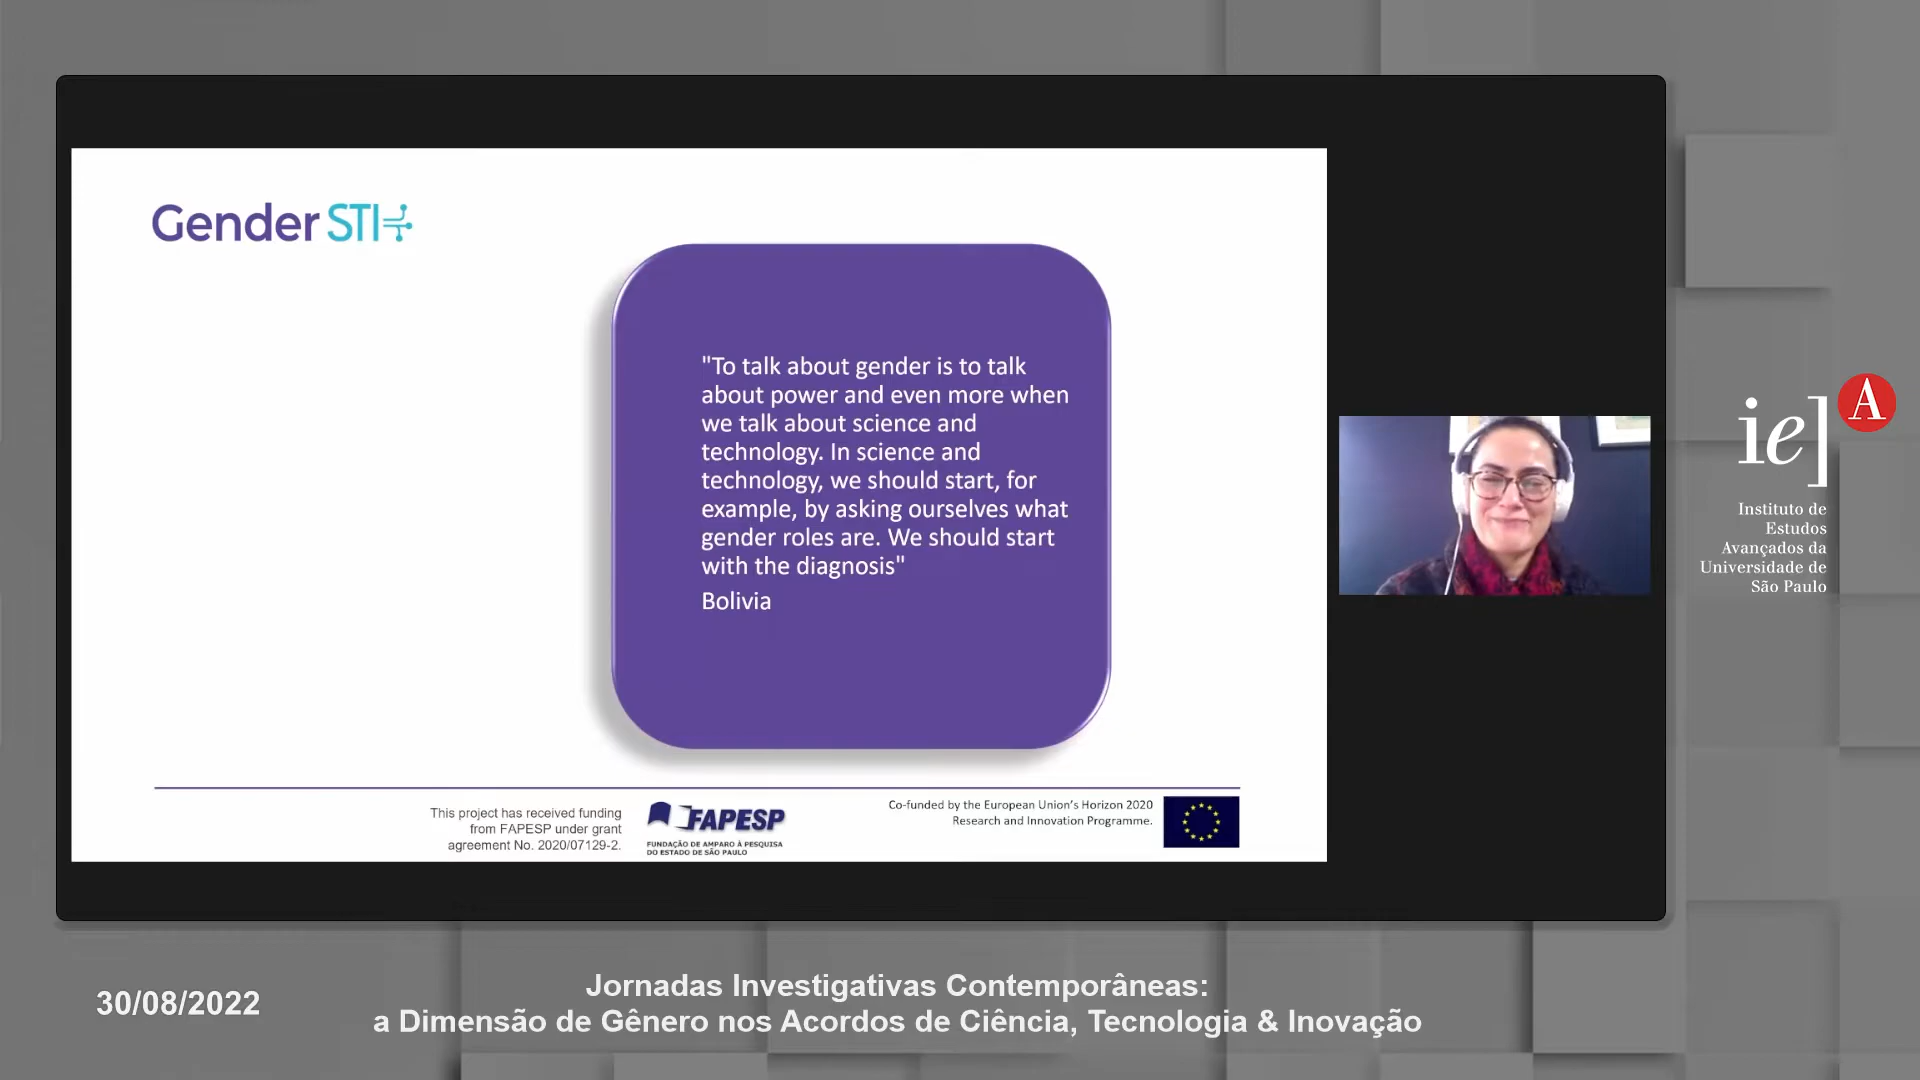 Gender STI
"To talk about gender is to talk
about power and even more when
we talk about science and
technology. In science and
technology, we should start, for
example, by asking ourselves what
gender roles are. We should start
with the diagnosis"
Bolivia
This project has received funding
from FAPESP under grant
agreement No. 2020/07129-2.
FAPESP
FUNDAÇÃO DE AMPARO À PESQUISA
DO ESTADO DE SÃO PAULO
Co-funded by the European Union's Horizon 2020
Research and Innovation Programme.
ie] A
Instituto de
Estudos
Avançados da
Universidade de
São Paulo
30/08/2022
Jornadas Investigativas Contemporâneas:
a Dimensão de Gênero nos Acordos de Ciência, Tecnologia & Inovação